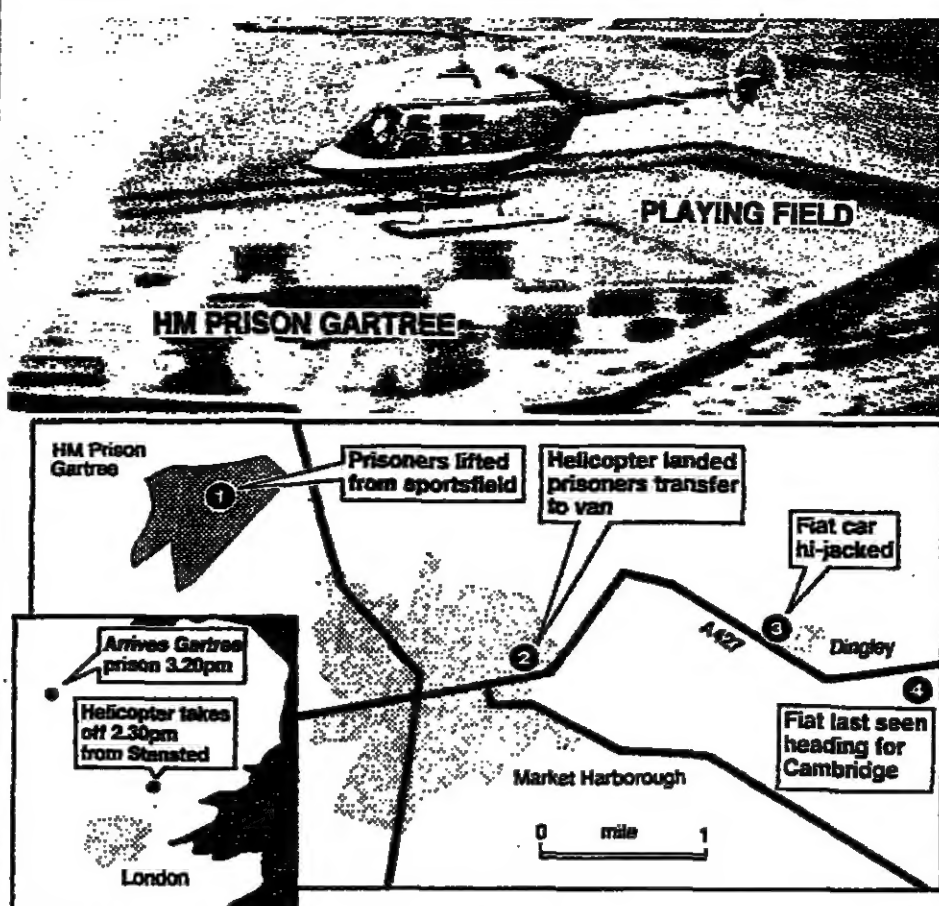 PLAYING FIELD
HM PRISON GARTREE
HM Prison
Gartree
1
Prisoners lifted
from sportsfield
Helicopter landed
prisoners transfer
to van
Fiat car
hi-jacked
2
3
A427
Dingley
4
Fiat last seen
heading for
Cambridge
Market Harborough
0 mile 1
Arrives Gartree
prison 3.20pm
Helicopter takes
off 2.30pm
from Stansted
London